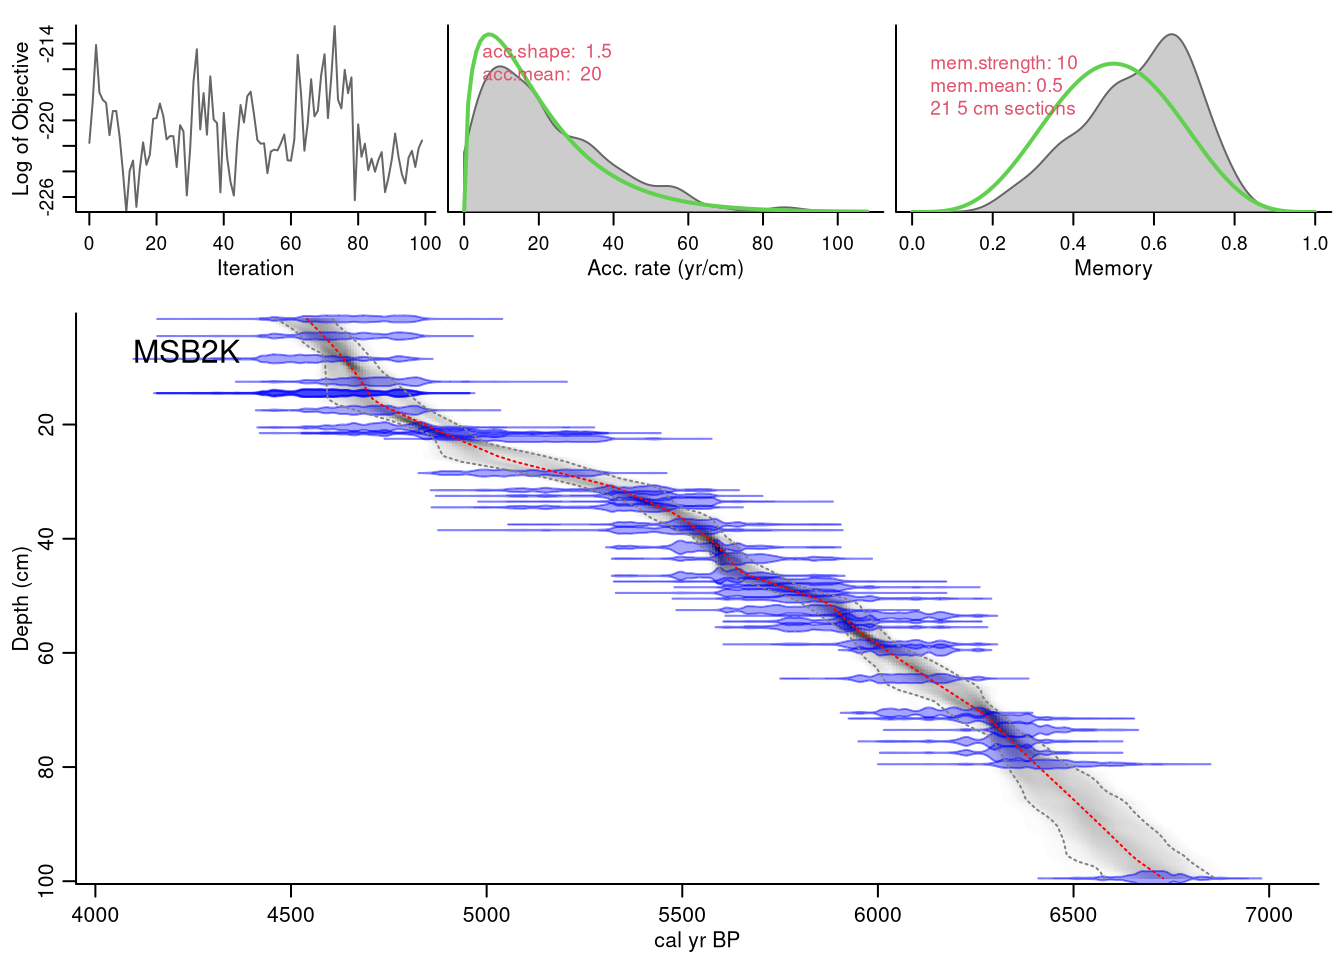 Log of Objective
-214
-220
-226
0 20 40 60 80 100
Iteration
acc.shape: 1.5
acc.mean: 20
0 20 40 60 80 100
Acc. rate (yr/cm)
mem.strength: 10
mem.mean: 0.5
21 5 cm sections
0.0 0.2 0.4 0.6 0.8 1.0
Memory
MSB2K
Depth (cm)
20
40
60
80
100
4000 4500 5000 5500 6000 6500 7000
cal yr BP